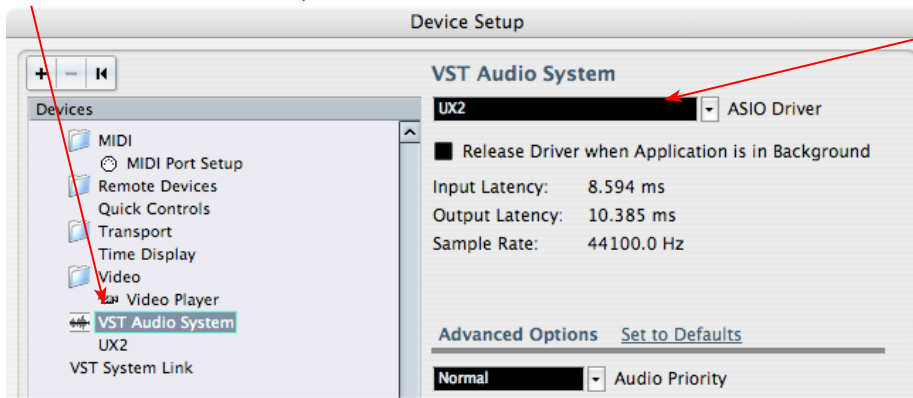 Device Setup
+ −
Devices
MIDI
MIDI Port Setup
Remote Devices
Quick Controls
Transport
Time Display
Video
Video Player
VST Audio System
UX2
VST System Link
VST Audio System
UX2 ASIO Driver
Release Driver when Application is in Background
Input Latency: 8.594 ms
Output Latency: 10.385 ms
Sample Rate: 44100.0 Hz
Advanced Options Set to Defaults
Normal Audio Priority